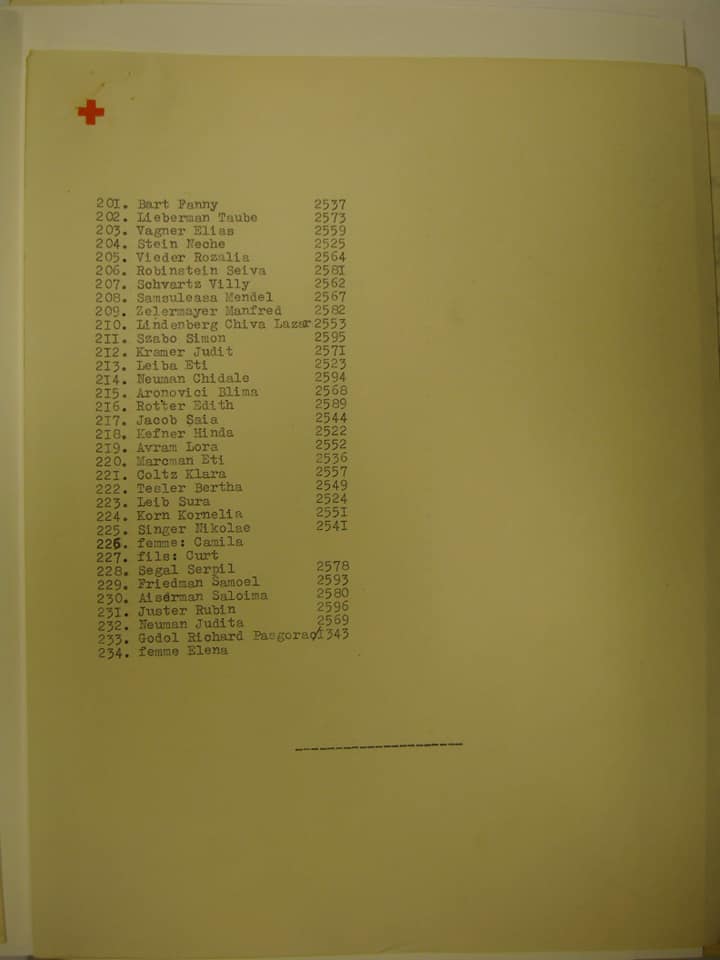 201. Bart Fanny 2537
202. Lieberman Taube 2573
203. Vagner Elias 2559
204. Stein Neche 2525
205. Vieder Rozalia 2564
206. Robinstein Seiva 2581
207. Schvartz Villy 2562
208. Samsuleasa Mendel 2567
209. Zelermayer Manfred 2582
210. Lindenberg Chiva Lazar 2553
211. Szabo Simon 2595
212. Kramer Judit 2571
213. Leiba Eti 2523
214. Neuman Chidale 2594
215. Aronovici Blima 2568
216. Rotter Edith 2589
217. Jacob Saia 2544
218. Kefner Hinda 2522
219. Avram Lora 2552
220. Marcman Eti 2536
221. Coltz Klara 2557
222. Tesler Bertha 2549
223. Leib Sura 2524
224. Korn Kornelia 2551
225. Singer Nikolae 2541
226. femme: Camila
227. fils: Curt
228. Segal Serpil 2578
229. Friedman Samoel 2593
230. Aiserman Saloima 2580
231. Juster Rubin 2596
232. Neuman Judita 2569
233. Godol Richard 1343
234. femme Elena